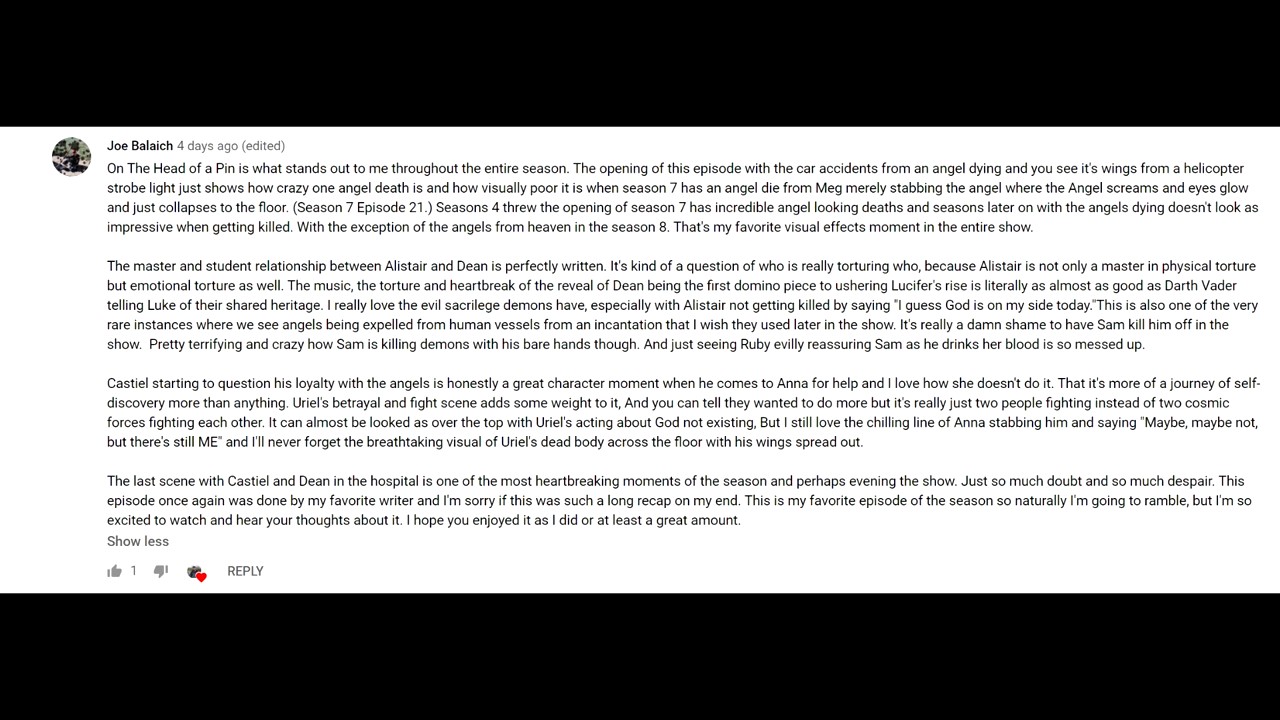 Joe Balaich 4 days ago (edited)
On The Head of a Pin is what stands out to me throughout the entire season. The opening of this episode with the car accidents from an angel dying and you see it's wings from a helicopter
strobe light just shows how crazy one angel death is and how visually poor it is when season 7 has an angel die from Meg merely stabbing the angel where the Angel screams and eyes glow
and just collapses to the floor. (Season 7 Episode 21.) Seasons 4 threw the opening of season 7 has incredible angel looking deaths and seasons later on with the angels dying doesn't look as
impressive when getting killed. With the exception of the angels from heaven in the season 8. That's my favorite visual effects moment in the entire show.
The master and student relationship between Alistair and Dean is perfectly written. It's kind of a question of who is really torturing who, because Alistair is not only a master in physical torture
but emotional torture as well. The music, the torture and heartbreak of the reveal of Dean being the first domino piece to ushering Lucifer's rise is literally as almost as good as Darth Vader
telling Luke of their shared heritage. I really love the evil sacrilege demons have, especially with Alistair not getting killed by saying "I guess God is on my side today."This is also one of the very
rare instances where we see angels being expelled from human vessels from an incantation that I wish they used later in the show. It's really a damn shame to have Sam kill him off in the
show.  Pretty terrifying and crazy how Sam is killing demons with his bare hands though. And just seeing Ruby evilly reassuring Sam as he drinks her blood is so messed up.
Castiel starting to question his loyalty with the angels is honestly a great character moment when he comes to Anna for help and I love how she doesn't do it. That it's more of a journey of self-
discovery more than anything. Uriel's betrayal and fight scene adds some weight to it, And you can tell they wanted to do more but it's really just two people fighting instead of two cosmic
forces fighting each other. It can almost be looked as over the top with Uriel's acting about God not existing, But I still love the chilling line of Anna stabbing him and saying "Maybe, maybe not,
but there's still ME" and I'll never forget the breathtaking visual of Uriel's dead body across the floor with his wings spread out.
The last scene with Castiel and Dean in the hospital is one of the most heartbreaking moments of the season and perhaps evening the show. Just so much doubt and so much despair. This
episode once again was done by my favorite writer and I'm sorry if this was such a long recap on my end. This is my favorite episode of the season so naturally I'm going to ramble, but I'm so
excited to watch and hear your thoughts about it. I hope you enjoyed it as I did or at least a great amount.
Show less
1 REPLY